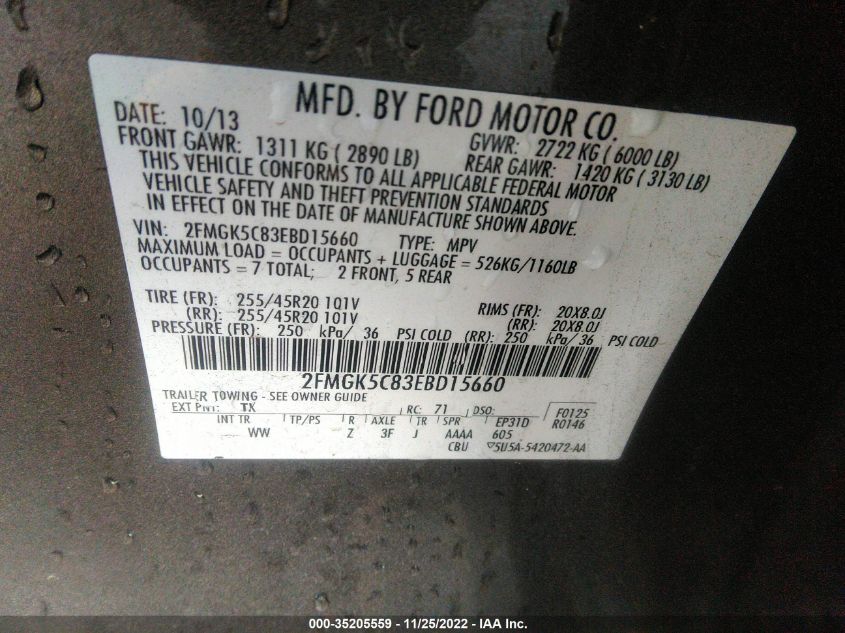 MFD. BY FORD MOTOR CO.
DATE: 10/13 GVWR: 2722 KG ( 6000 LB)
FRONT GAWR: 1311 KG ( 2890 LB) REAR GAWR: 1420 KG ( 3130 LB)
THIS VEHICLE CONFORMS TO ALL APPLICABLE FEDERAL MOTOR
VEHICLE SAFETY AND THEFT PREVENTION STANDARDS
IN EFFECT ON THE DATE OF MANUFACTURE SHOWN ABOVE.
VIN: 2FMGK5C83EBD15660 TYPE: MPV
MAXIMUM LOAD = OCCUPANTS + LUGGAGE = 526KG/1160LB
OCCUPANTS = 7 TOTAL; 2 FRONT, 5 REAR
TIRE (FR): 255/45R20 101V RIMS (FR): 20X8.0J
(RR): 255/45R20 101V (RR): 20X8.0J
PRESSURE (FR): 250 kPa/ 36 PSI COLD (RR): 250 kPa/ 36 PSI COLD
2FMGK5C83EBD15660
TRAILER TOWING - SEE OWNER GUIDE
EXT PNT: TX RC: 71 DSO: F0125
INT TR TP/PS R AXLE TR SPR EP31D R0146
WW Z 3F J AAAA 605
CBU 5U5A-5420472-AA
000-35205559 - 11/25/2022 - IAA Inc.